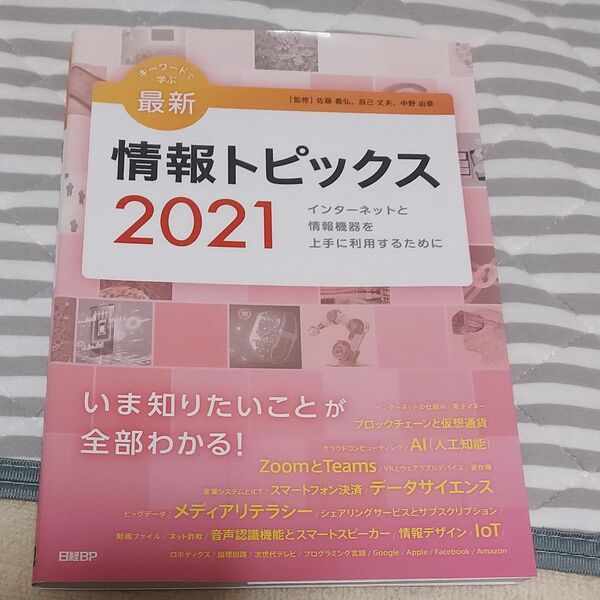 キーワードで
学ぶ
最新
[監修] 佐藤 義弘、辰己 丈夫、中野 由章
情報トピックス
2021
インターネットと
情報機器を
上手に利用するために
いま知りたいことが
全部わかる!
インターネットの仕組み / 電子マネー /
ブロックチェーンと仮想通貨 /
クラウドコンピューティング / AI(人工知能)
ZoomとTeams / VRとウェアラブルデバイス / 著作権
産業システムとICT / スマートフォン決済 / データサイエンス /
ビッグデータ / メディアリテラシー / シェアリングサービスとサブスクリプション /
動画ファイル / ネット詐欺 / 音声認識機能とスマートスピーカー / 情報デザイン / IoT
ロボティクス / 論理回路 / 次世代テレビ / プログラミング言語 / Google / Apple / Facebook / Amazon
日経BP